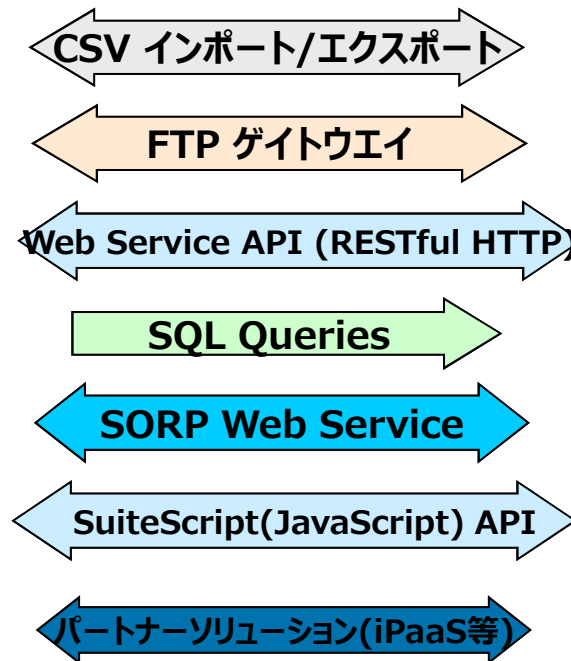 CSV インポート/エクスポート
FTP ゲイトウエイ
Web Service API (RESTful HTTP)
SQL Queries
SORP Web Service
SuiteScript(JavaScript) API
パートナーソリューション(iPaaS等)